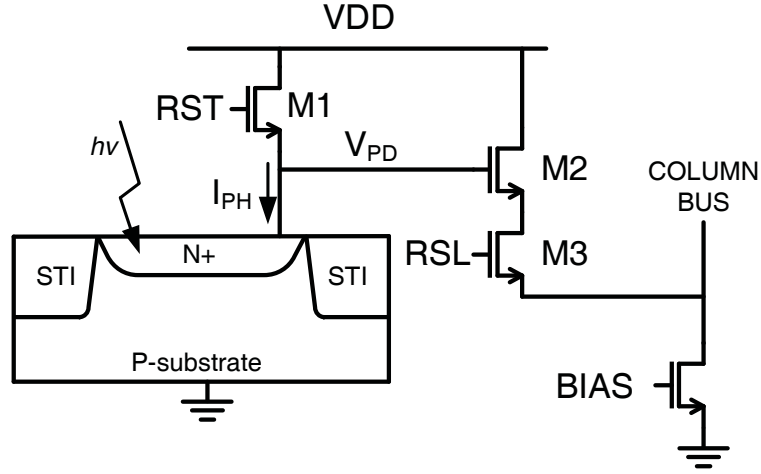 VDD
RST
M1
hv
I_PH
V_PD
M2
COLUMN
BUS
RSL
M3
STI
N+
STI
P-substrate
BIAS